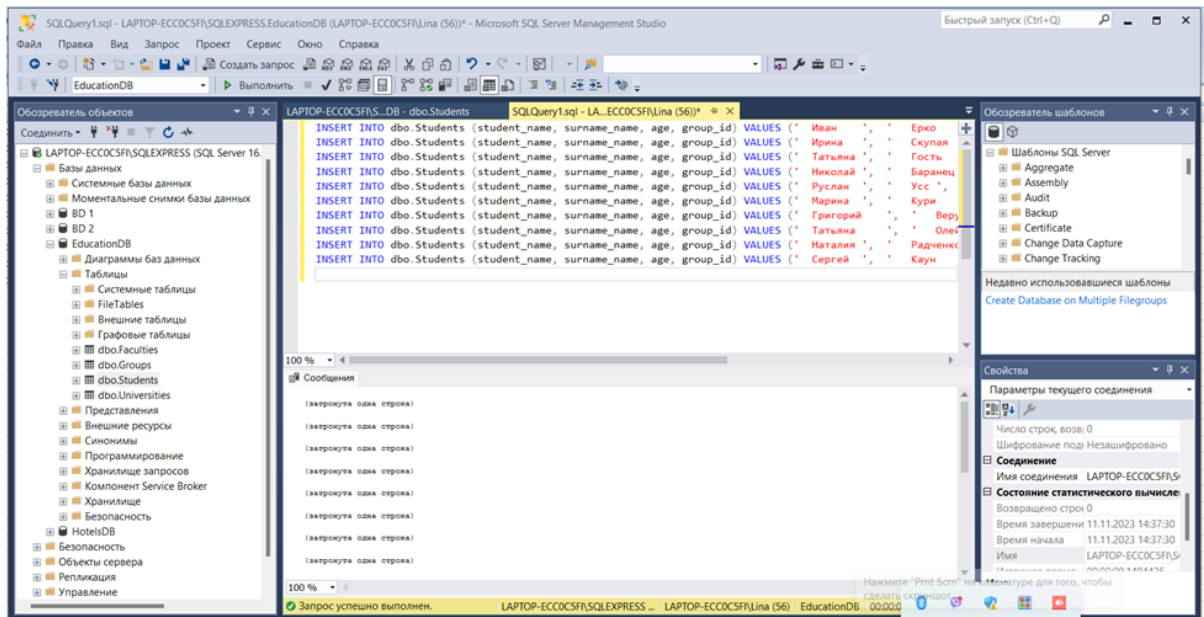 SQLQuery1.sql - LAPTOP-ECC0C5FI\SQLEXPRESS.EducationDB (LAPTOP-ECC0C5FI\Lina (56))* - Microsoft SQL Server Management Studio
Быстрый запуск (Ctrl+Q)
Файл Правка Вид Запрос Проект Сервис Окно Справка
Создать запрос
EducationDB
Выполнить
Обозреватель объектов
Соединить
LAPTOP-ECC0C5FI\SQLEXPRESS (SQL Server 16.
Базы данных
Системные базы данных
Моментальные снимки базы данных
BD 1
BD 2
EducationDB
Диаграммы баз данных
Таблицы
Системные таблицы
FileTables
Внешние таблицы
Графовые таблицы
dbo.Faculties
dbo.Groups
dbo.Students
dbo.Universities
Представления
Внешние ресурсы
Синонимы
Программирование
Хранилище запросов
Компонент Service Broker
Хранилище
Безопасность
HotelsDB
Безопасность
Объекты сервера
Репликация
Управление
LAPTOP-ECC0C5FI\S...DB - dbo.Students
SQLQuery1.sql - LA...ECC0C5FI\Lina (56))*
INSERT INTO dbo.Students (student_name, surname_name, age, group_id) VALUES (' Иван ', ' Ерко
INSERT INTO dbo.Students (student_name, surname_name, age, group_id) VALUES (' Ирина ', ' Скупая
INSERT INTO dbo.Students (student_name, surname_name, age, group_id) VALUES (' Татьяна ', ' Гость
INSERT INTO dbo.Students (student_name, surname_name, age, group_id) VALUES (' Николай ', ' Баранец
INSERT INTO dbo.Students (student_name, surname_name, age, group_id) VALUES (' Руслан ', ' Усс ',
INSERT INTO dbo.Students (student_name, surname_name, age, group_id) VALUES (' Марина ', ' Кури
INSERT INTO dbo.Students (student_name, surname_name, age, group_id) VALUES (' Григорий ', ' Веру
INSERT INTO dbo.Students (student_name, surname_name, age, group_id) VALUES (' Татьяна ', ' Олей
INSERT INTO dbo.Students (student_name, surname_name, age, group_id) VALUES (' Наталия ', ' Радченко
INSERT INTO dbo.Students (student_name, surname_name, age, group_id) VALUES (' Сергей ', ' Каун
100 %
Сообщения
(затронута одна строка)
(затронута одна строка)
(затронута одна строка)
(затронута одна строка)
(затронута одна строка)
(затронута одна строка)
(затронута одна строка)
(затронута одна строка)
100 %
Запрос успешно выполнен.
LAPTOP-ECC0C5FI\SQLEXPRESS ... LAPTOP-ECC0C5FI\Lina (56) EducationDB 00:00:0
Обозреватель шаблонов
Шаблоны SQL Server
Aggregate
Assembly
Audit
Backup
Certificate
Change Data Capture
Change Tracking
Недавно использовавшиеся шаблоны
Create Database on Multiple Filegroups
Свойства
Параметры текущего соединения
Число строк, возв 0
Шифрование подк Незашифровано
Соединение
Имя соединения LAPTOP-ECC0C5FI\S
Состояние статистического вычисле
Возвращено строк 0
Время завершени 11.11.2023 14:37:30
Время начала 11.11.2023 14:37:30
Имя LAPTOP-ECC0C5FI\S
Нажмите "Prnt Scrn" на клавиатуре для того, чтобы
сделать скриншот